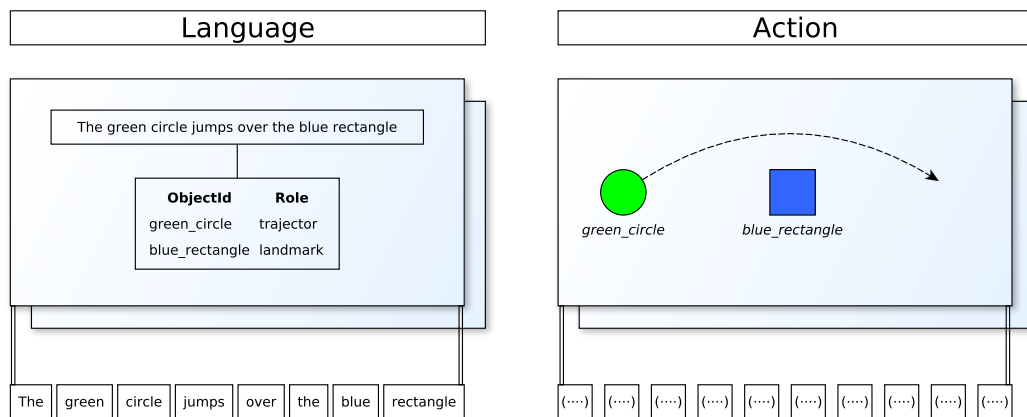 Language
The green circle jumps over the blue rectangle
ObjectId Role
green_circle trajector
blue_rectangle landmark
The green circle jumps over the blue rectangle
Action
green_circle blue_rectangle
(....) (....) (....) (....) (....) (....) (....) (....) (....) (....)